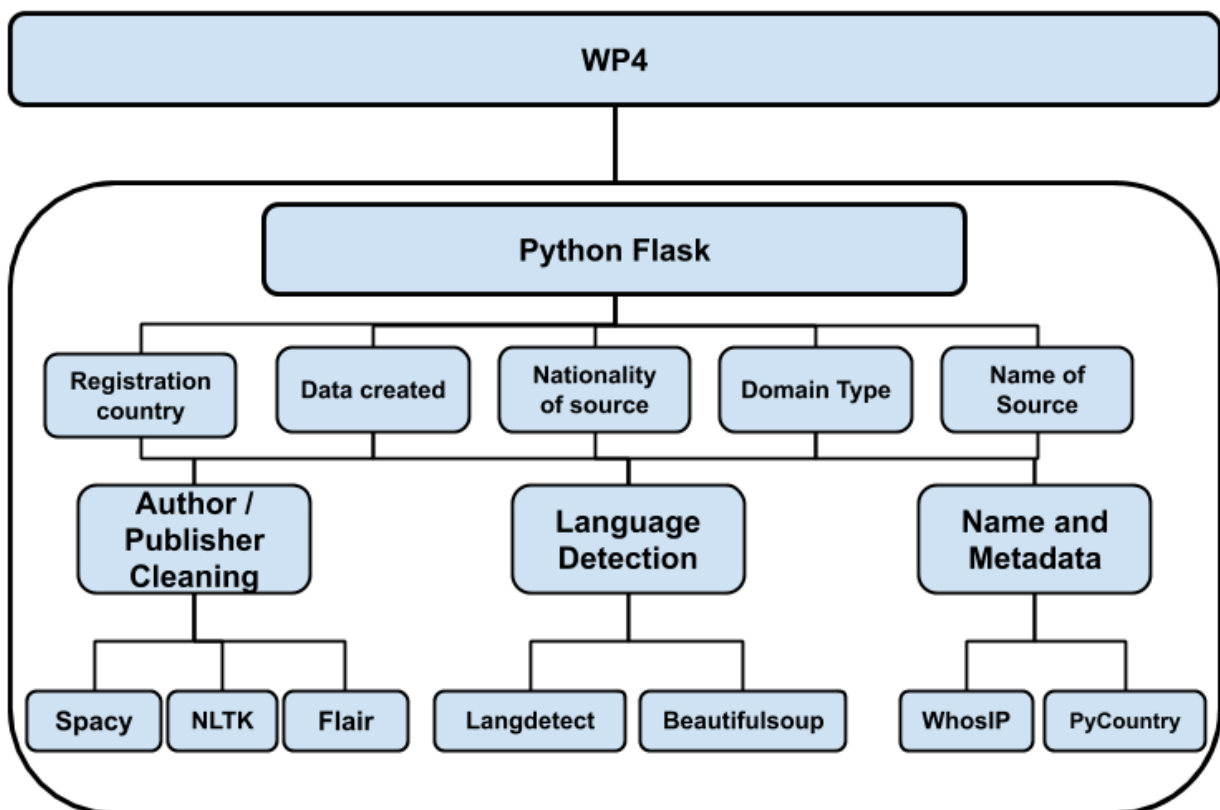 WP4
Python Flask
Registration
country
Data created
Nationality
of source
Domain Type
Name of
Source
Author /
Publisher
Cleaning
Language
Detection
Name and
Metadata
Spacy
NLTK
Flair
Langdetect
Beautifulsoup
WhosIP
PyCountry